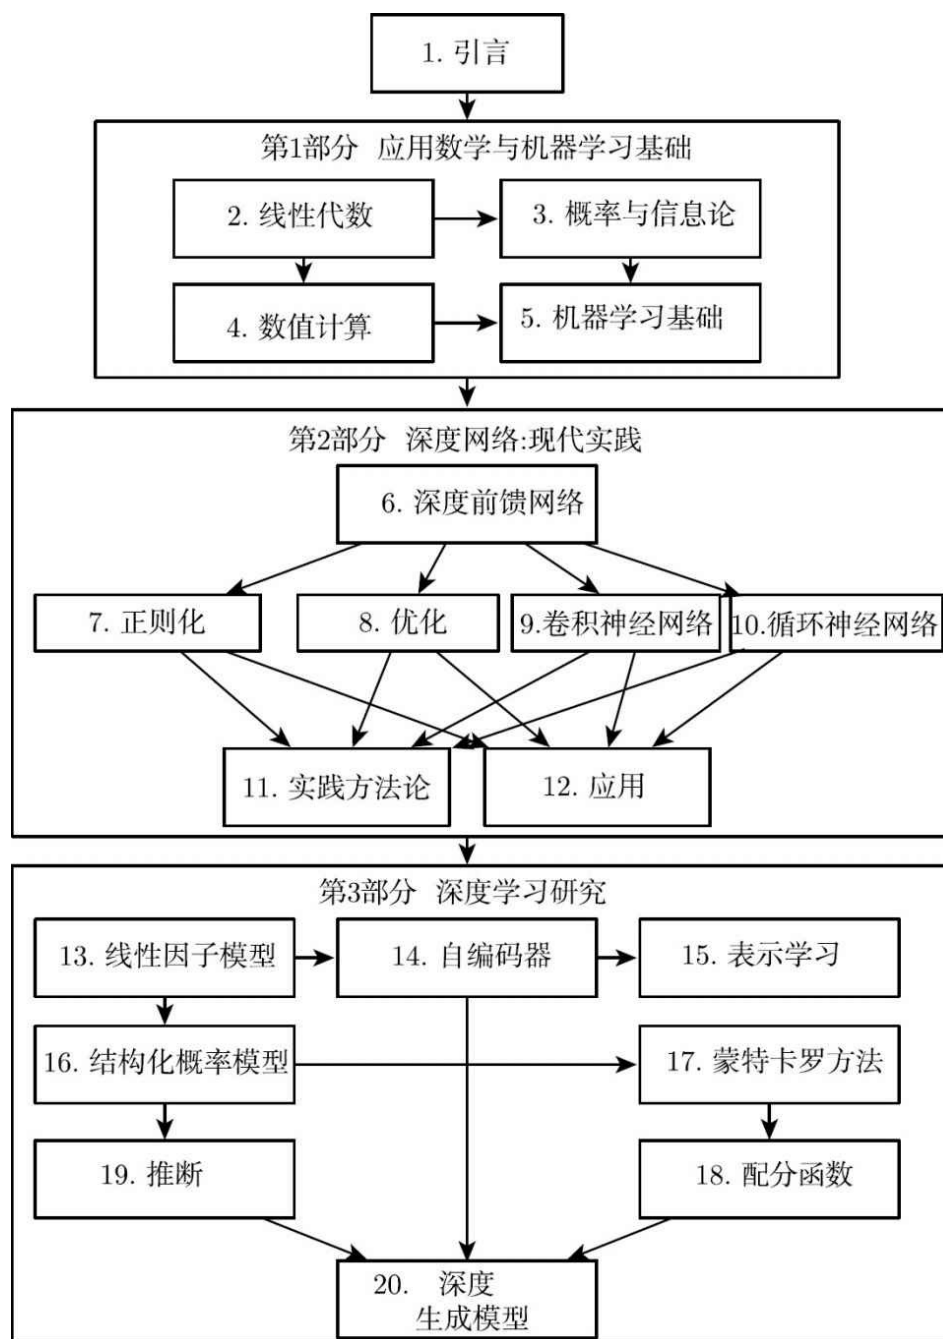 1. 引言
第1部分 应用数学与机器学习基础
2. 线性代数
3. 概率与信息论
4. 数值计算
5. 机器学习基础
第2部分 深度网络:现代实践
6. 深度前馈网络
7. 正则化
8. 优化
9.卷积神经网络
10.循环神经网络
11. 实践方法论
12. 应用
第3部分 深度学习研究
13. 线性因子模型
14. 自编码器
15. 表示学习
16. 结构化概率模型
17. 蒙特卡罗方法
19. 推断
18. 配分函数
20. 深度
生成模型